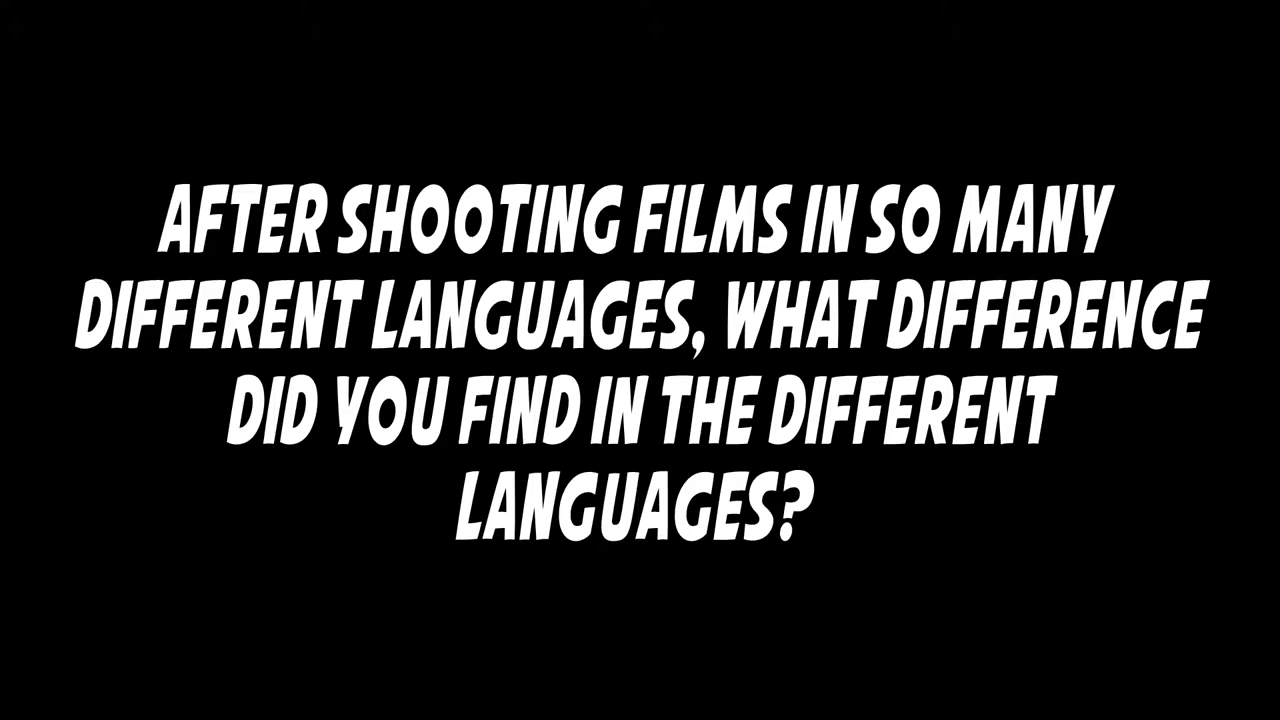 AFTER SHOOTING FILMS IN SO MANY
DIFFERENT LANGUAGES, WHAT DIFFERENCE
DID YOU FIND IN THE DIFFERENT
LANGUAGES?